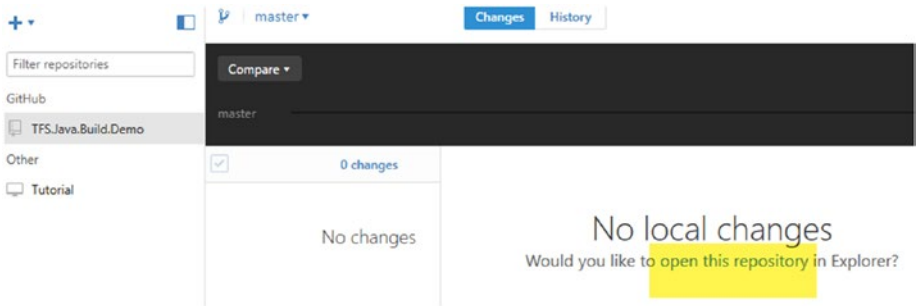 master
Changes
History
Filter repositories
GitHub
TFS.Java.Build.Demo
Other
Tutorial
Compare
master
0 changes
No changes
No local changes
Would you like to open this repository in Explorer?